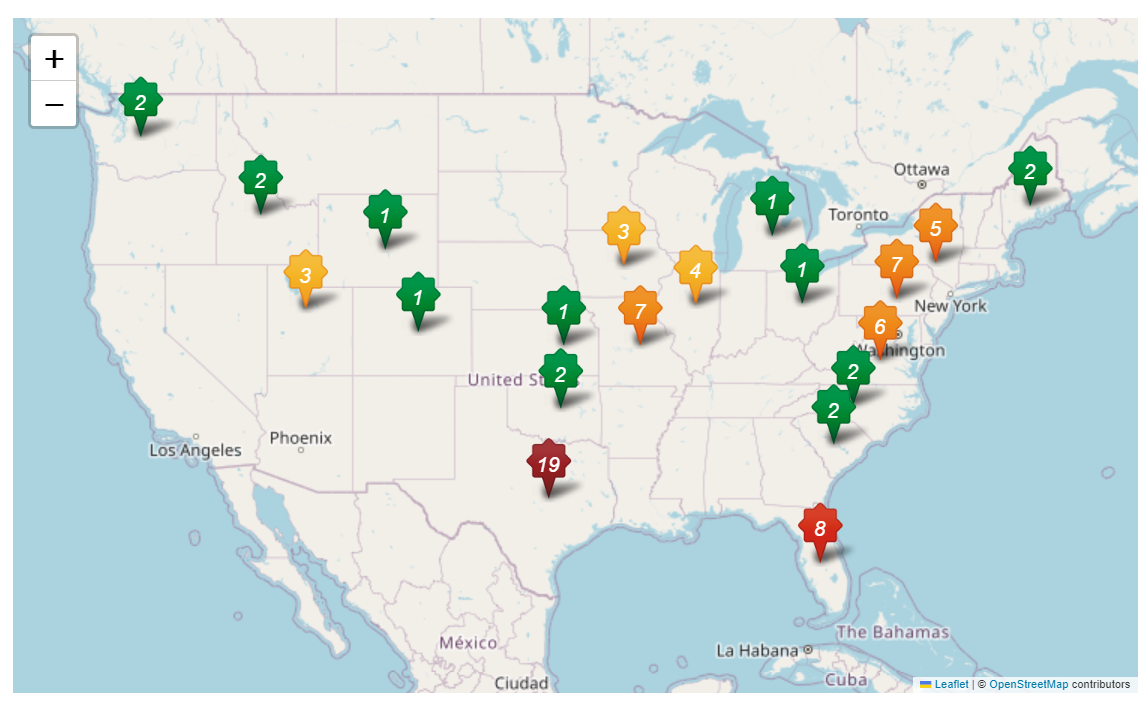 +
−
2
2
Ottawa
2
1
1
Toronto
5
3
7
3
4
1
1
1
7
New York
6
Washington
2
United St
2
2
Phoenix
Los Angeles
19
8
The Bahamas
México
La Habana
Cuba
Ciudad
Leaflet | © OpenStreetMap contributors